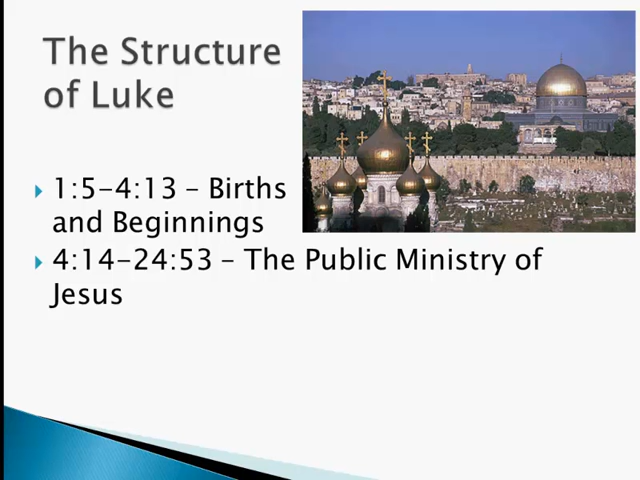 The Structure
of Luke
1:5-4:13 – Births
and Beginnings
4:14-24:53 – The Public Ministry of
Jesus